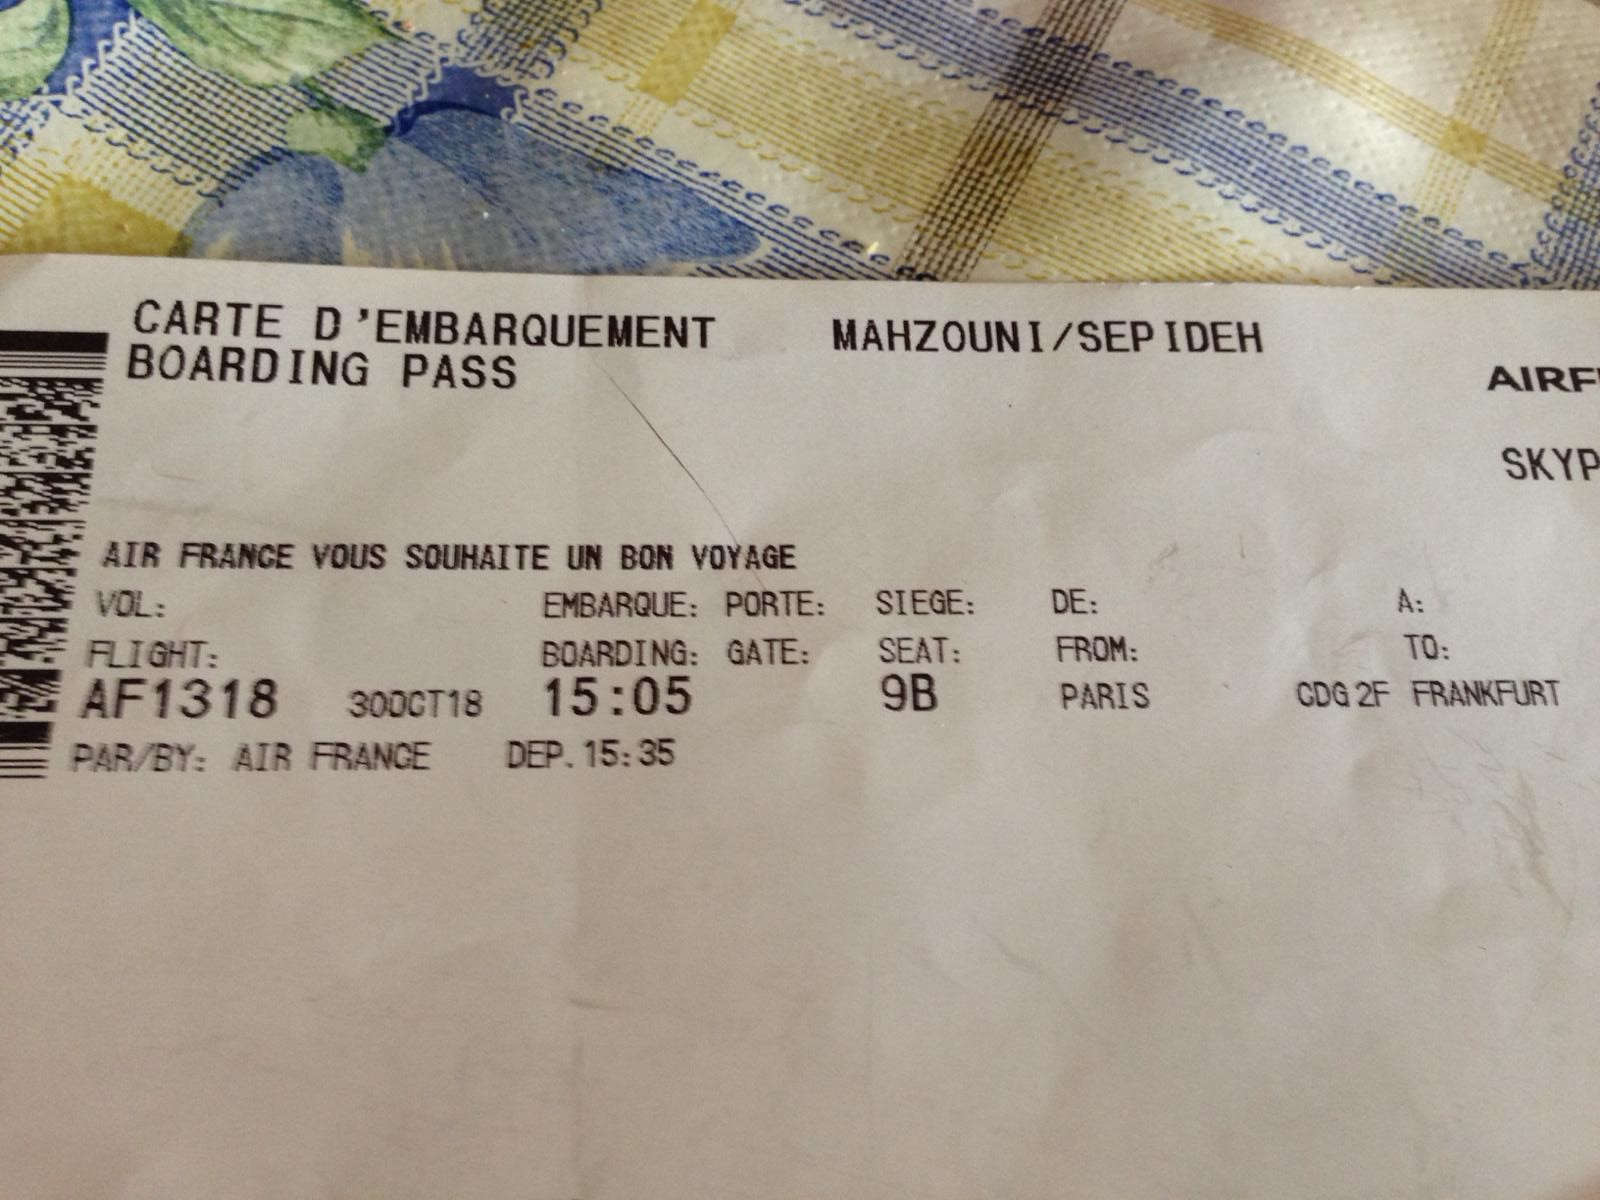 CARTE D'EMBARQUEMENT MAHZOUNI/SEPIDEH
BOARDING PASS
AIRF
SKYP
AIR FRANCE VOUS SOUHAITE UN BON VOYAGE
VOL: EMBARQUE: PORTE: SIEGE: DE: A:
FLIGHT: BOARDING: GATE: SEAT: FROM: TO:
AF1318 30OCT18 15:05 9B PARIS CDG 2F FRANKFURT
PAR/BY: AIR FRANCE DEP. 15:35